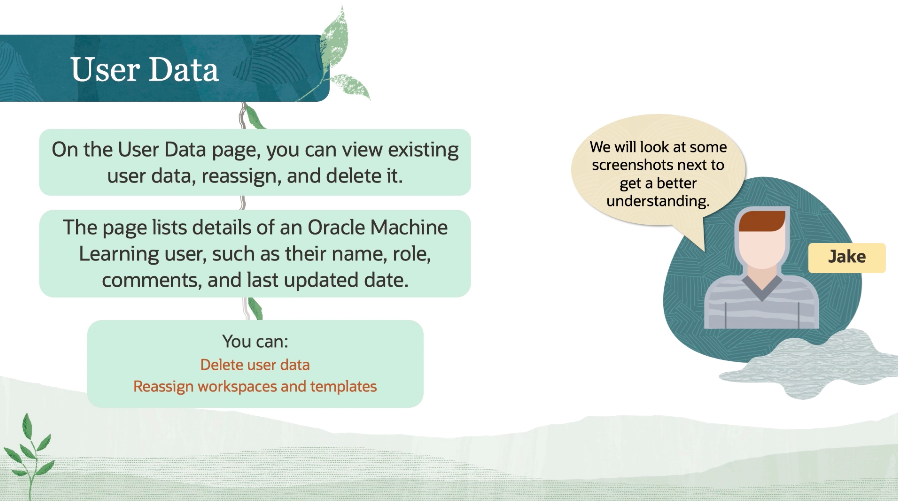 User Data
On the User Data page, you can view existing
user data, reassign, and delete it.
The page lists details of an Oracle Machine
Learning user, such as their name, role,
comments, and last updated date.
You can:
Delete user data
Reassign workspaces and templates
We will look at some
screenshots next to
get a better
understanding.
Jake